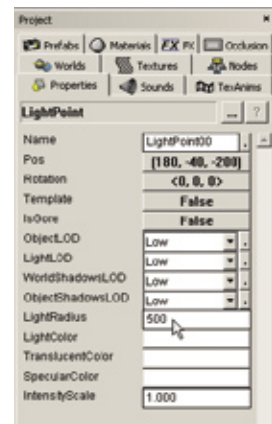 Project
Prefabs Materials FX FX Occlusion
Worlds Textures Nodes
Properties Sounds TexAnims
LightPoint ... ?
Name LightPoint00 .
Pos (180, -40, -200)
Rotation <0, 0, 0>
Template False
IsGore False
ObjectLOD Low .
LightLOD Low .
WorldShadowsLOD Low .
ObjectShadowsLOD Low .
LightRadius 500
LightColor
TranslucentColor
SpecularColor
IntensityScale 1.000